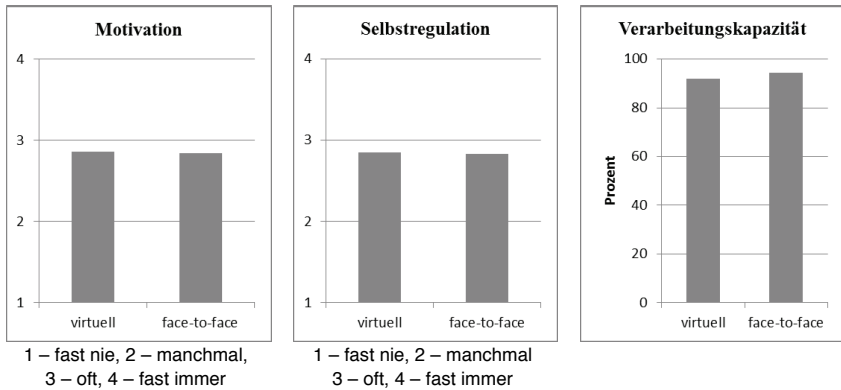 Motivation
4
3
2
1
virtuell face-to-face
1 – fast nie, 2 – manchmal,
3 – oft, 4 – fast immer
Selbstregulation
4
3
2
1
virtuell face-to-face
1 – fast nie, 2 – manchmal
3 – oft, 4 – fast immer
Verarbeitungskapazität
Prozent
100
80
60
40
20
0
virtuell face-to-face